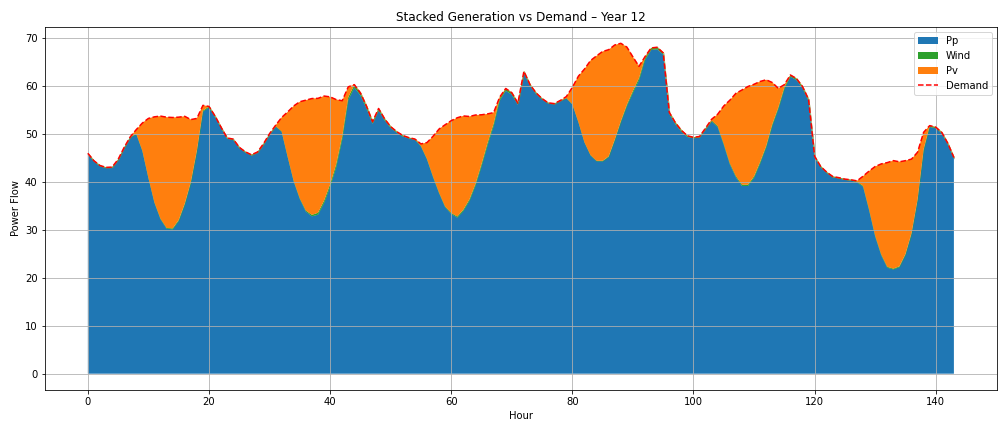 Stacked Generation vs Demand – Year 12
Pp
Wind
Pv
Demand
Power Flow
70
60
50
40
30
20
10
0
0 20 40 60 80 100 120 140
Hour